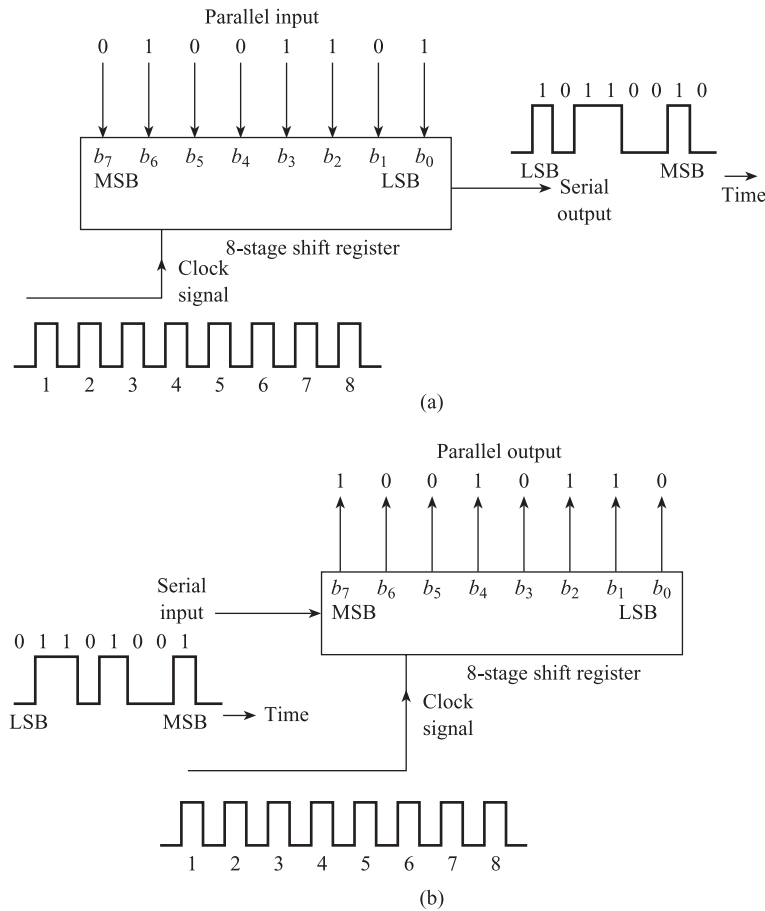 Parallel input
0 1 0 0 1 1 0 1
1 0 1 1 0 0 1 0
b7 b6 b5 b4 b3 b2 b1 b0
MSB LSB
LSB MSB
Serial
output
Time
8-stage shift register
Clock
signal
1 2 3 4 5 6 7 8
(a)
Parallel output
1 0 0 1 0 1 1 0
Serial
input
b7 b6 b5 b4 b3 b2 b1 b0
MSB LSB
0 1 1 0 1 0 0 1
8-stage shift register
LSB MSB
Time
Clock
signal
1 2 3 4 5 6 7 8
(b)